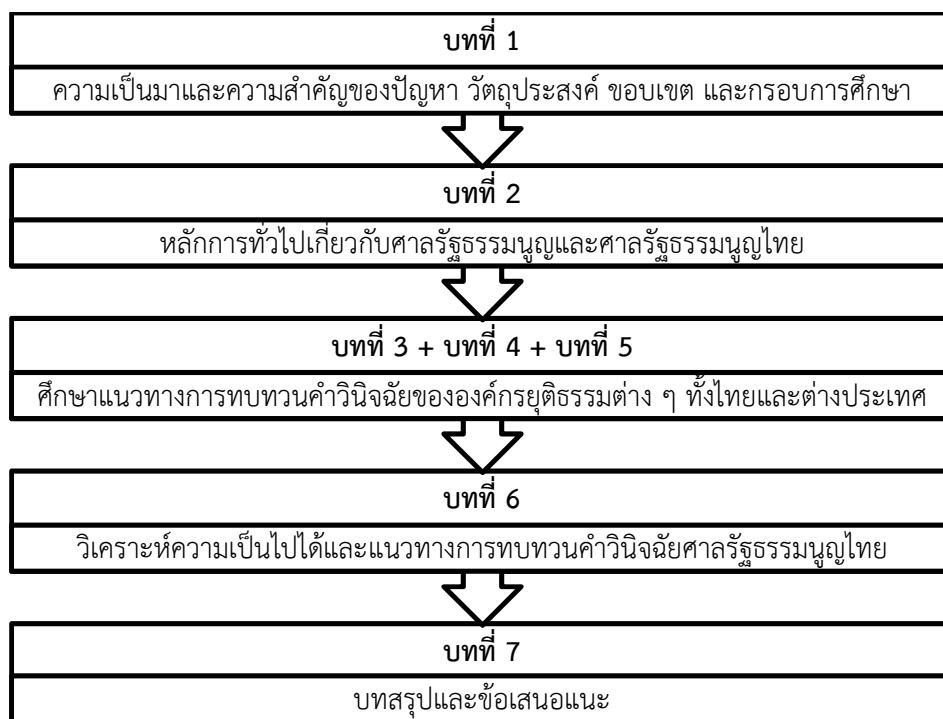 บทที่ 1
ความเป็นมาและความสำคัญของปัญหา วัตถุประสงค์ ขอบเขต และกรอบการศึกษา
บทที่ 2
หลักการทั่วไปเกี่ยวกับศาลรัฐธรรมนูญและศาลรัฐธรรมนูญไทย
บทที่ 3 + บทที่ 4 + บทที่ 5
ศึกษาแนวทางการทบทวนคำวินิจฉัยขององค์กรยุติธรรมต่าง ๆ ทั้งไทยและต่างประเทศ
บทที่ 6
วิเคราะห์ความเป็นไปได้และแนวทางการทบทวนคำวินิจฉัยศาลรัฐธรรมนูญไทย
บทที่ 7
บทสรุปและข้อเสนอแนะ